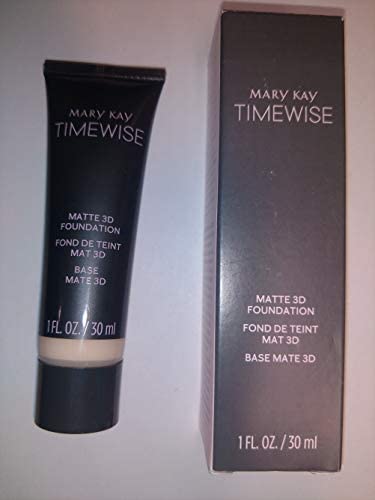 MARY KAY
TIMEWISE
MATTE 3D
FOUNDATION
FOND DE TEINT
MAT 3D
BASE
MATE 3D
1 FL. OZ. / 30 ml
MARY KAY
TIMEWISE
MATTE 3D
FOUNDATION
FOND DE TEINT
MAT 3D
BASE MATE 3D
1 FL. OZ. / 30 ml